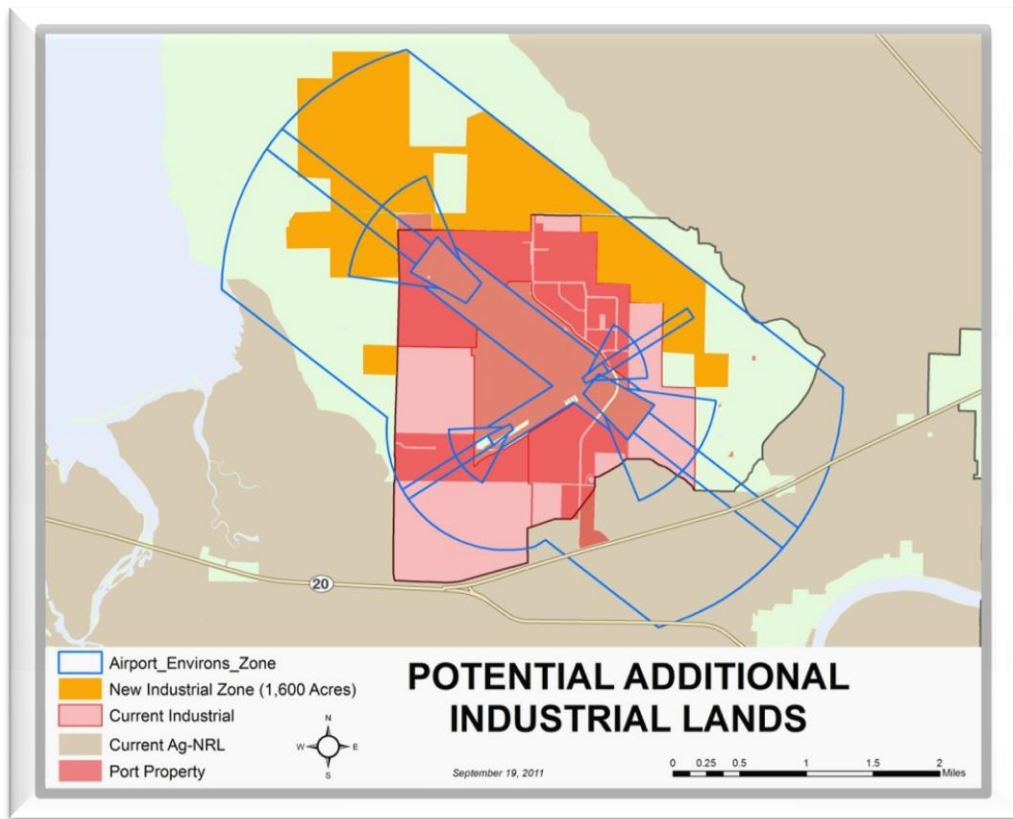 20
Airport_Environs_Zone
New Industrial Zone (1,600 Acres)
Current Industrial
Current Ag-NRL
Port Property
N
W E
S
POTENTIAL ADDITIONAL
INDUSTRIAL LANDS
September 19, 2011
0 0.25 0.5 1 1.5 2
Miles